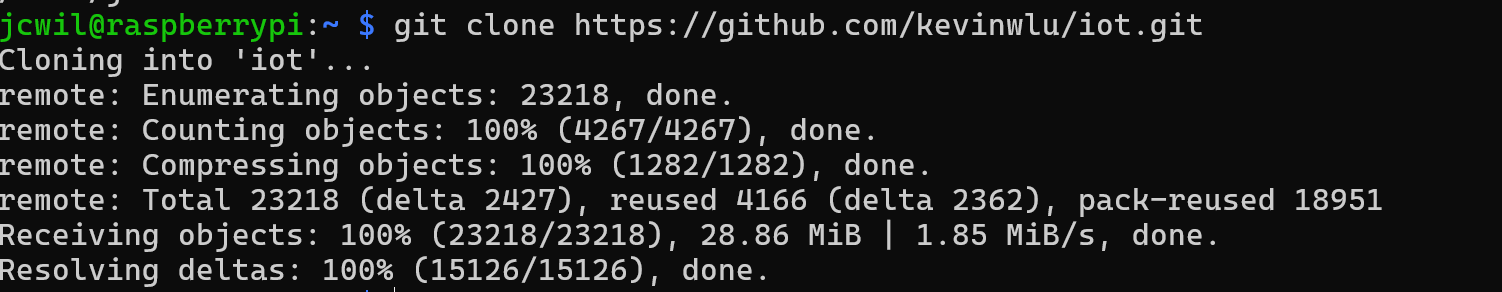 jcwil@raspberrypi:~ $ git clone https://github.com/kevinwlu/iot.git
Cloning into 'iot'...
remote: Enumerating objects: 23218, done.
remote: Counting objects: 100% (4267/4267), done.
remote: Compressing objects: 100% (1282/1282), done.
remote: Total 23218 (delta 2427), reused 4166 (delta 2362), pack-reused 18951
Receiving objects: 100% (23218/23218), 28.86 MiB | 1.85 MiB/s, done.
Resolving deltas: 100% (15126/15126), done.